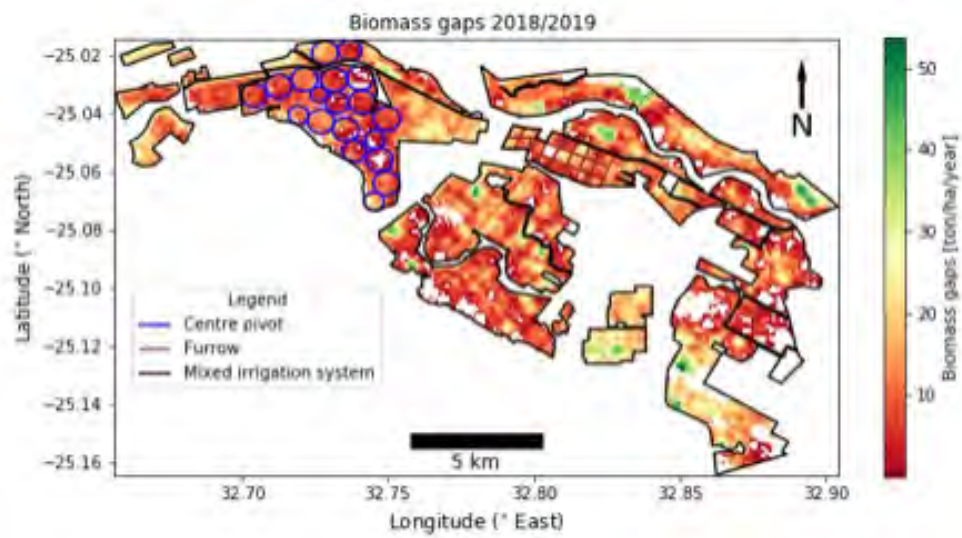 Biomass gaps 2018/2019
−25.02
−25.04
−25.06
−25.08
−25.10
−25.12
−25.14
−25.16
Latitude (° North)
N
Legend
Centre pivot
Furrow
Mixed irrigation system
5 km
32.70
32.75
32.80
32.85
32.90
Longitude (° East)
50
40
30
20
10
Biomass gaps [ton/ha/year]